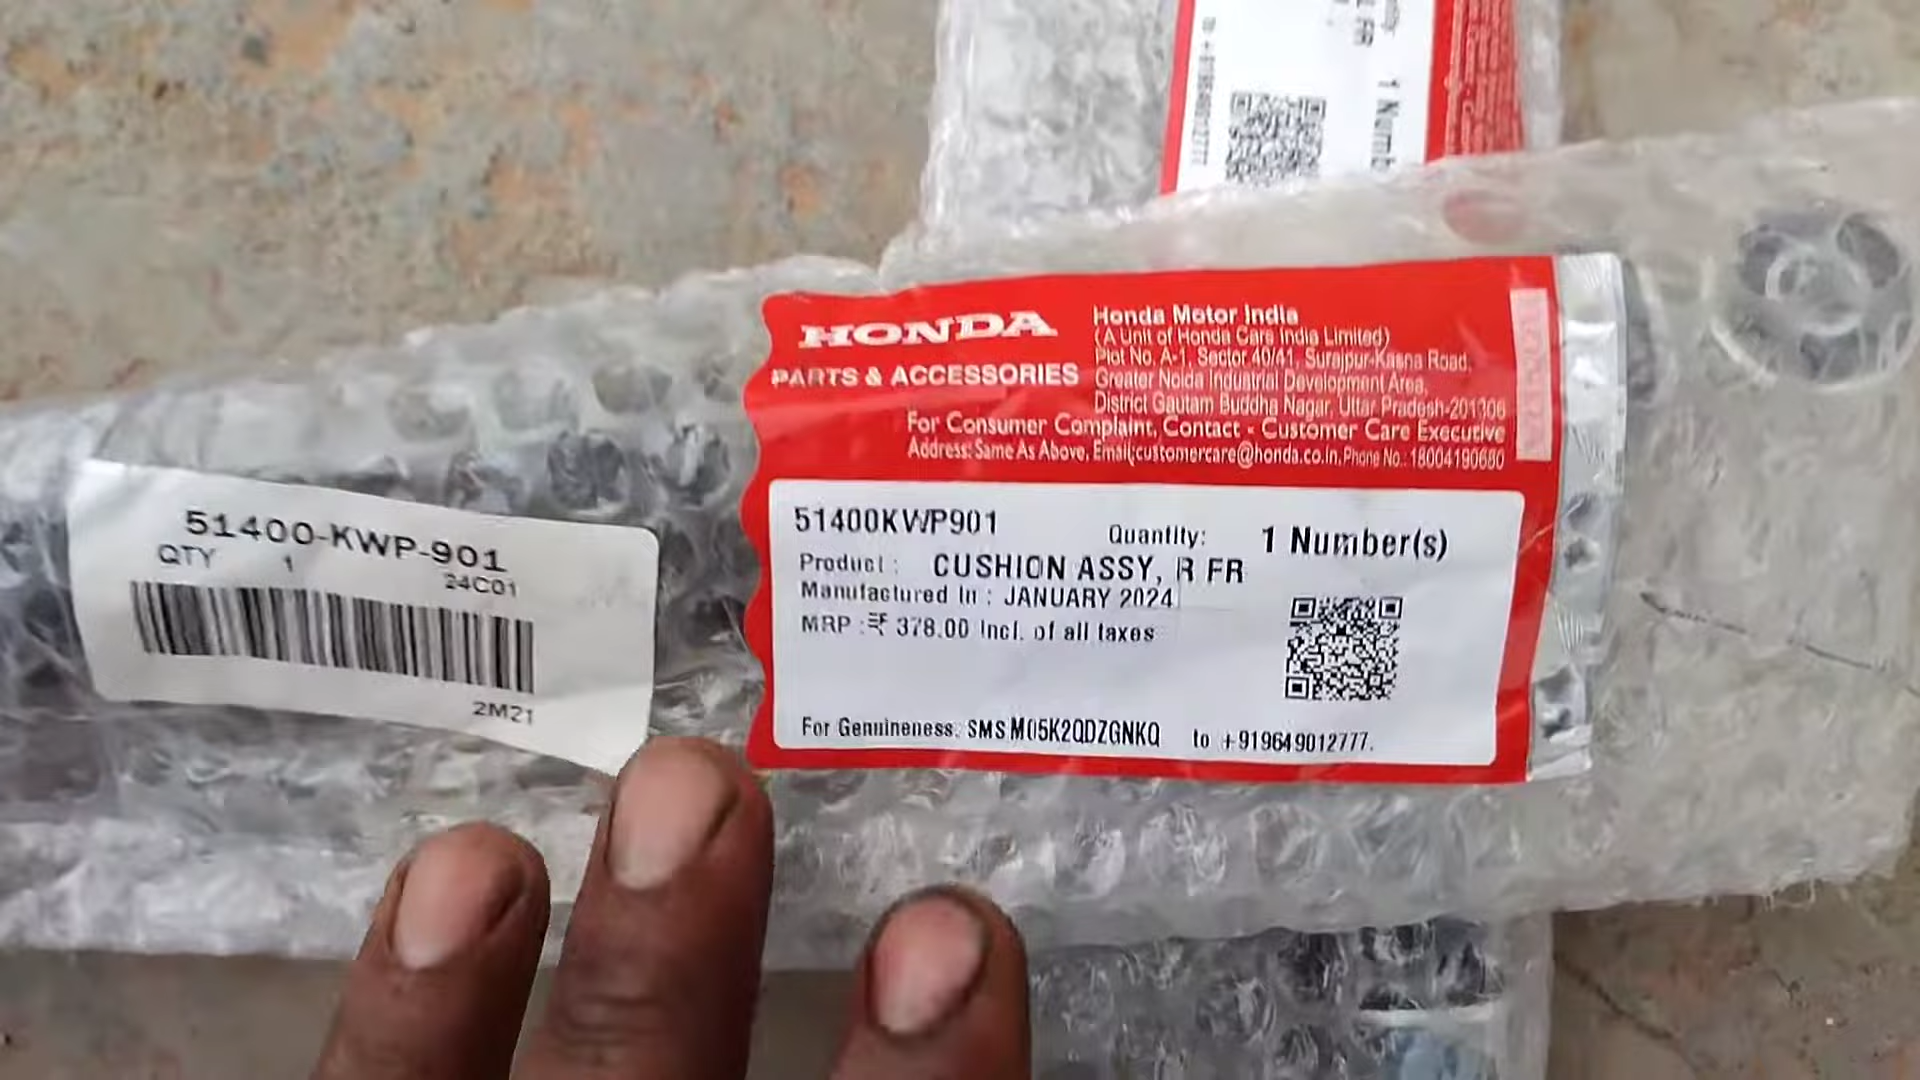 1 Numb
51400-KWP-901
QTY 1
24C01
2M21
HONDA
PARTS & ACCESSORIES
Honda Motor India
(A Unit of Honda Cars India Limited)
Plot No. A-1, Sector 40/41, Surajpur-Kasna Road,
Greater Noida Industrial Development Area,
District Gautam Buddha Nagar, Uttar Pradesh-201306
For Consumer Complaint, Contact - Customer Care Executive
Address: Same As Above, Email:customercare@honda.co.in, Phone No.: 18004190680
51400KWP901
Quantity: 1 Number(s)
Product : CUSHION ASSY, R FR
Manufactured In : JANUARY 2024
MRP : ₹ 378.00 Incl. of all taxes
For Genuineness. SMS M05K2QDZGNKQ to +919649012777.